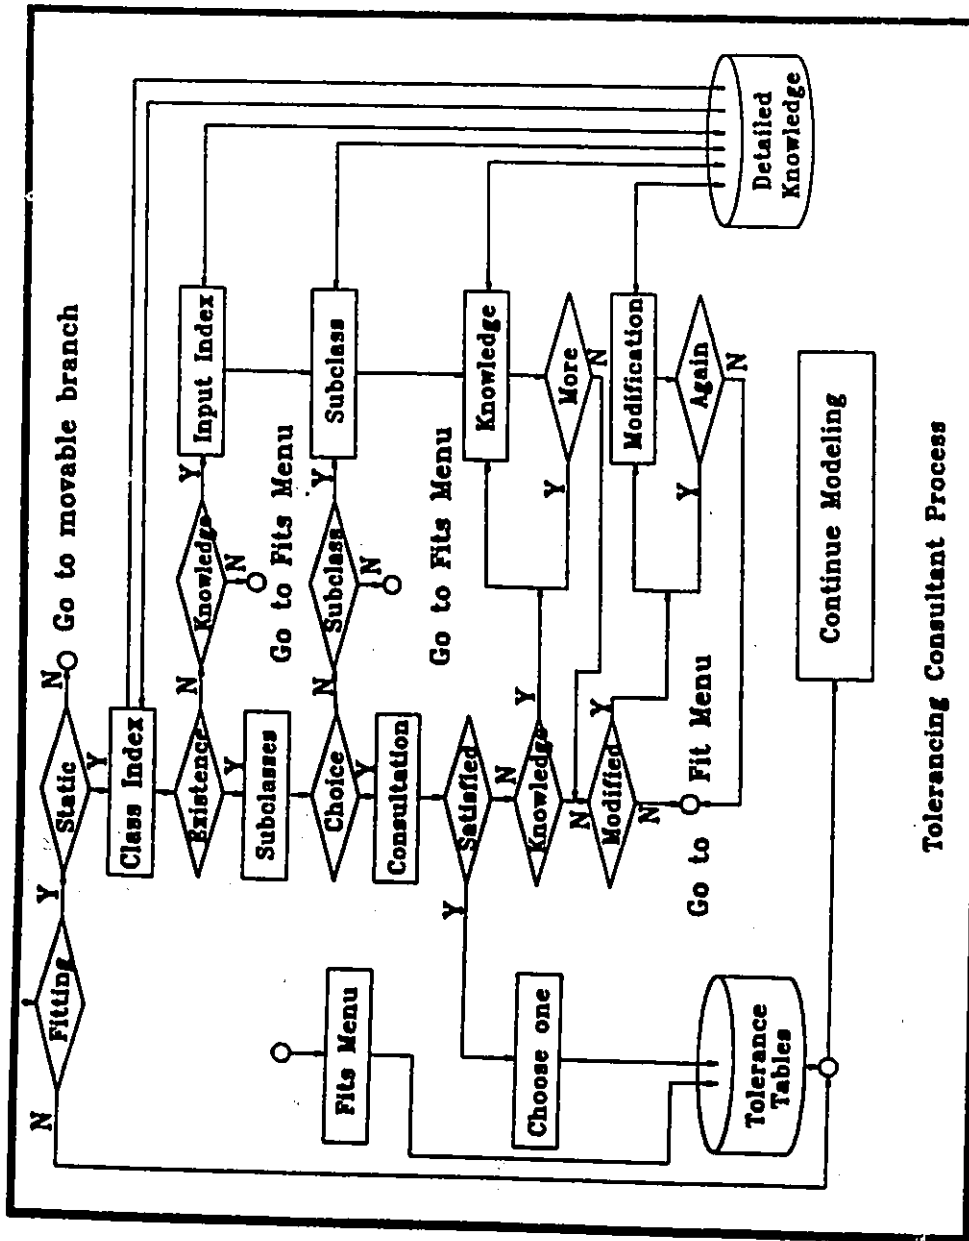 Fitting
N
Y
Static
N
Go to movable branch
Y
Class Index
Existence
N
Knowledge
Y
Input Index
N
Y
Go to Fits Menu
Subclasses
Fits Menu
Choice
N
Subclass
Y
Subclass
N
Y
Consultation
Go to Fits Menu
Satisfied
Y
N
Knowledge
Y
Knowledge
Choose one
N
Y
More
N
Modified
Y
Modification
N
Go to Fit Menu
Y
Again
N
Tolerance
Tables
Detailed
Knowledge
Continue Modeling
Tolerancing Consultant Process